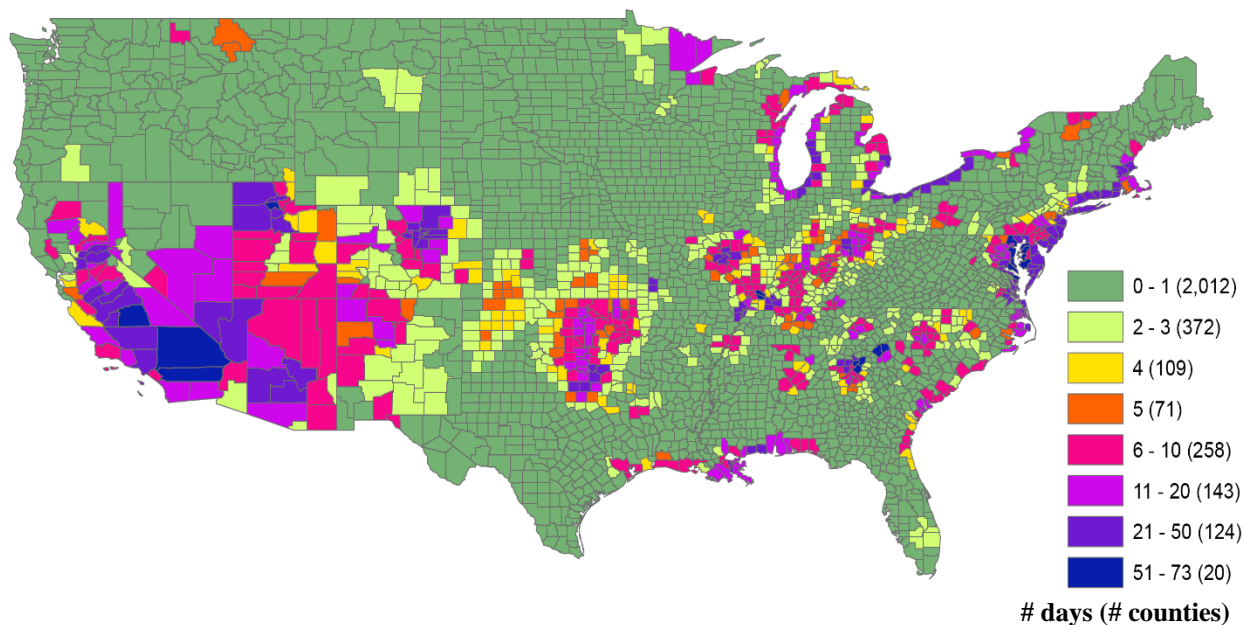 0 - 1 (2,012)
2 - 3 (372)
4 (109)
5 (71)
6 - 10 (258)
11 - 20 (143)
21 - 50 (124)
51 - 73 (20)
# days (# counties)